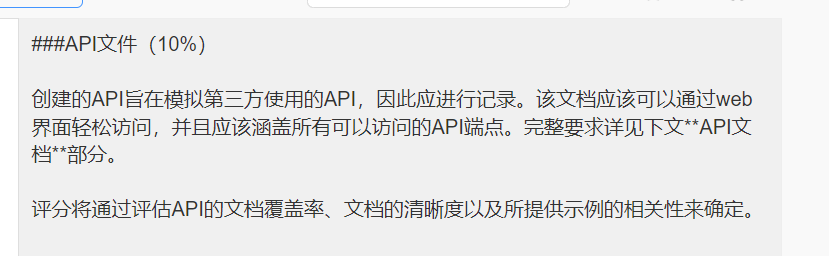 ###API文件（10%）
创建的API旨在模拟第三方使用的API，因此应进行记录。该文档应该可以通过web
界面轻松访问，并且应该涵盖所有可以访问的API端点。完整要求详见下文**API文
档**部分。
评分将通过评估API的文档覆盖率、文档的清晰度以及所提供示例的相关性来确定。